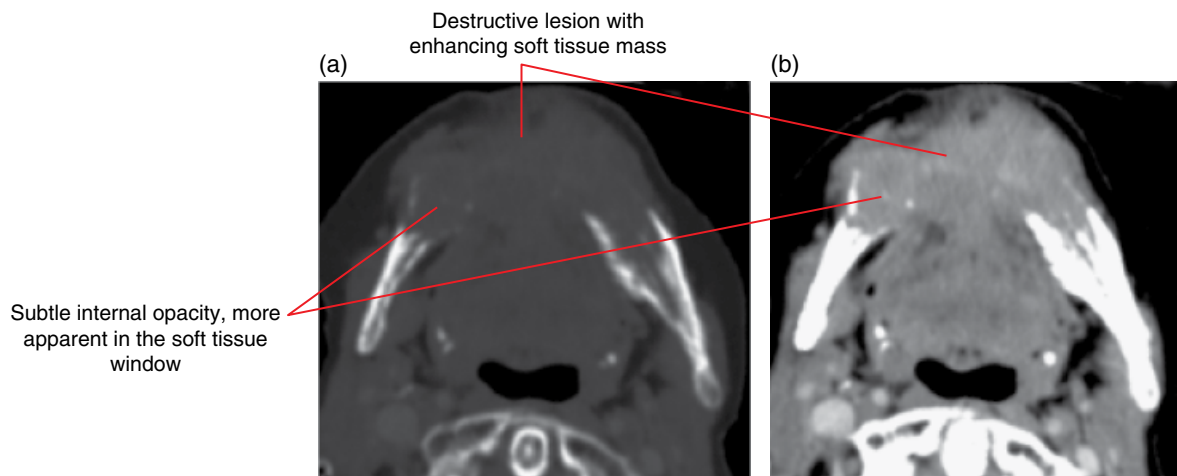 Destructive lesion with
enhancing soft tissue mass
(a)
(b)
Subtle internal opacity, more
apparent in the soft tissue
window